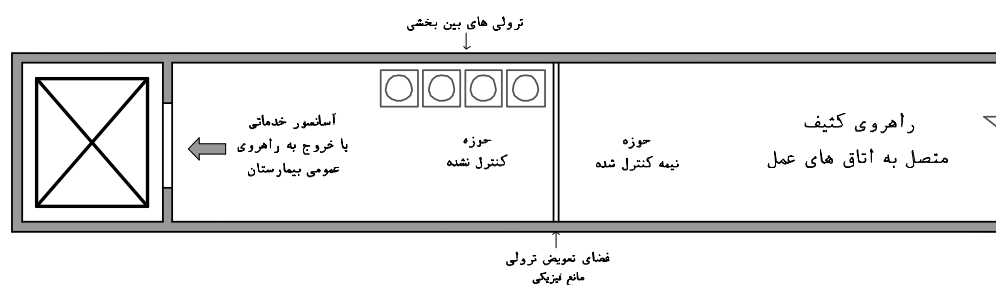 ترولی های بین بخشی
راهروی کثیف
متصل به اتاق های عمل
حوزه
نیمه کنترل شده
حوزه
کنترل نشده
آسانسور خدماتی
یا خروج به راهروی
عمومی بیمارستان
فضای تعویض ترولی
مانع فیزیکی